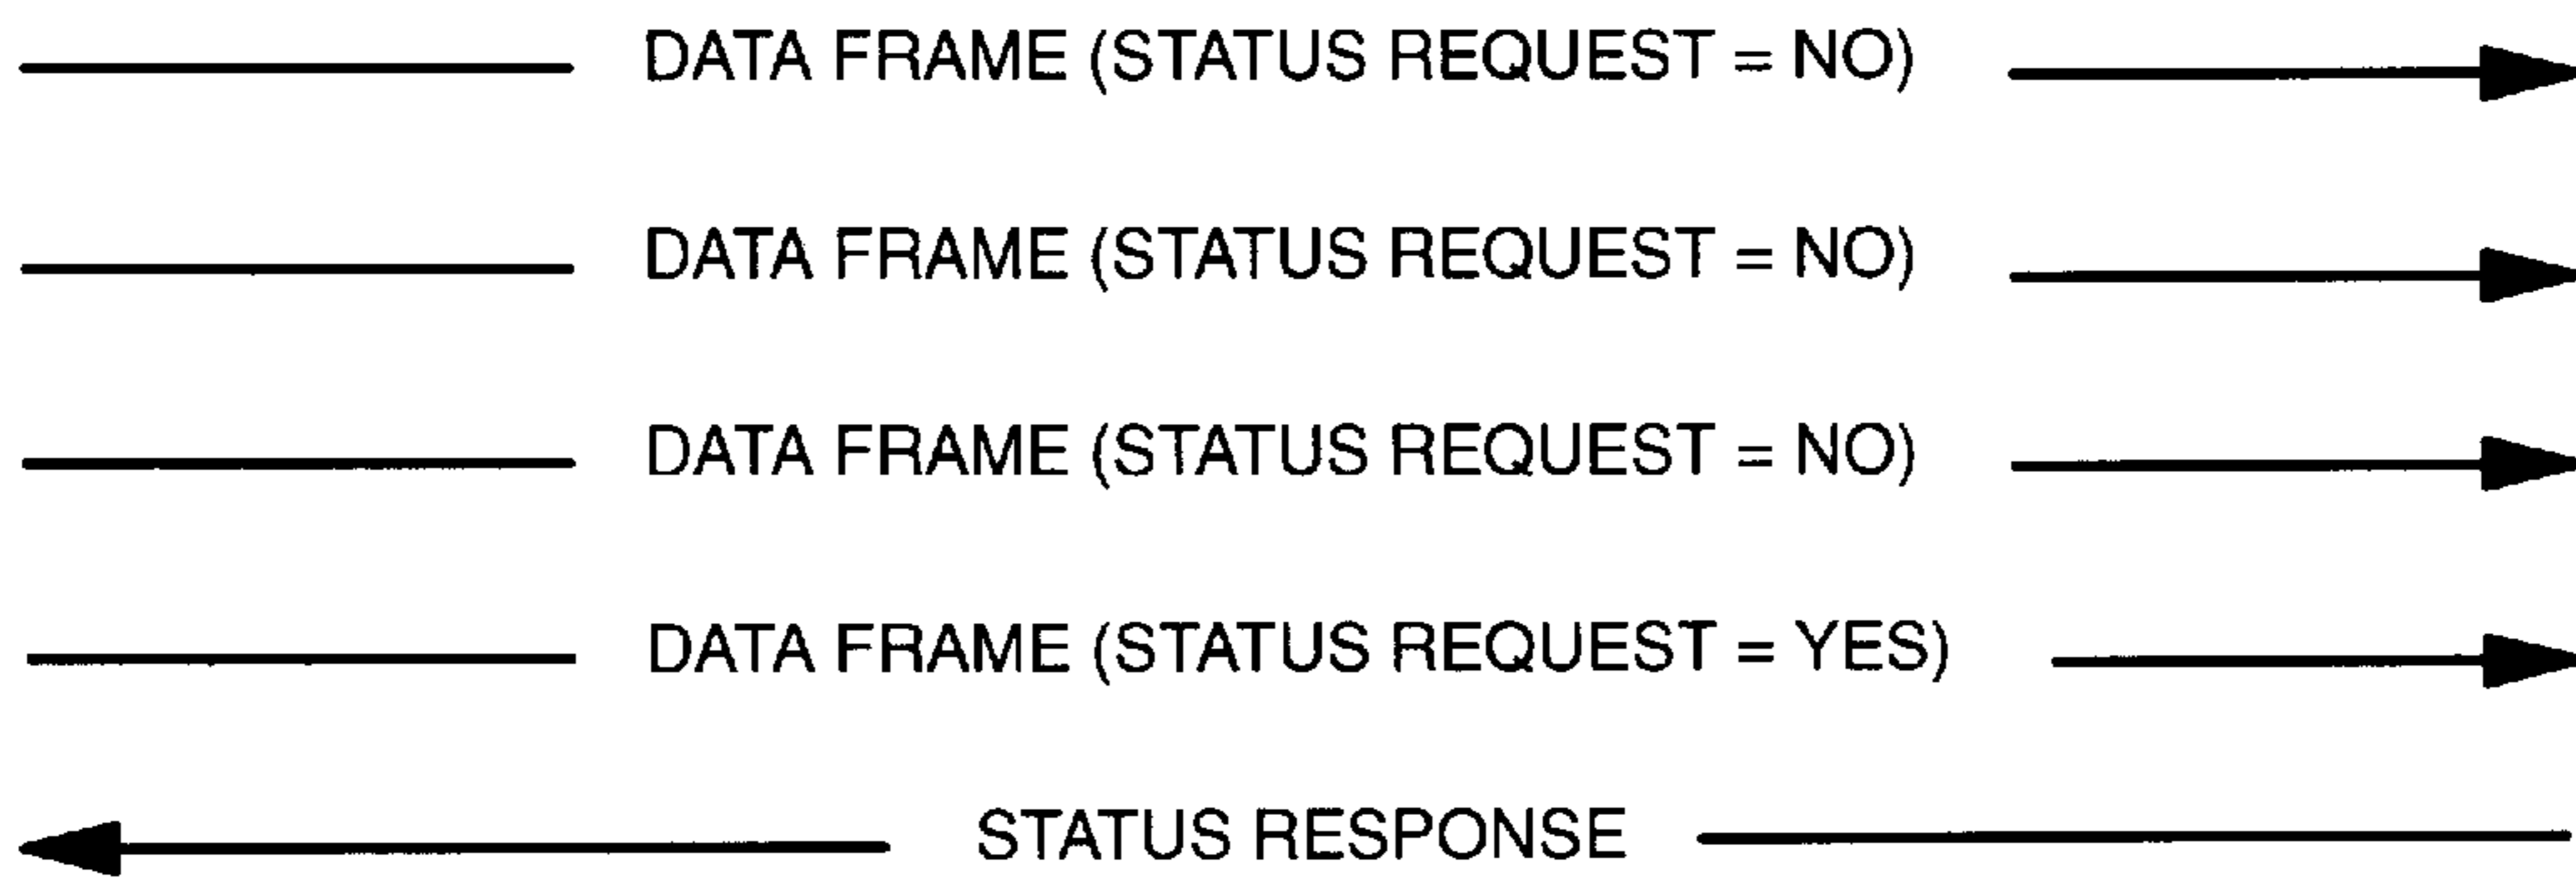 DATA FRAME (STATUS REQUEST = NO)
DATA FRAME (STATUS REQUEST = NO)
DATA FRAME (STATUS REQUEST = NO)
DATA FRAME (STATUS REQUEST = YES)
STATUS RESPONSE